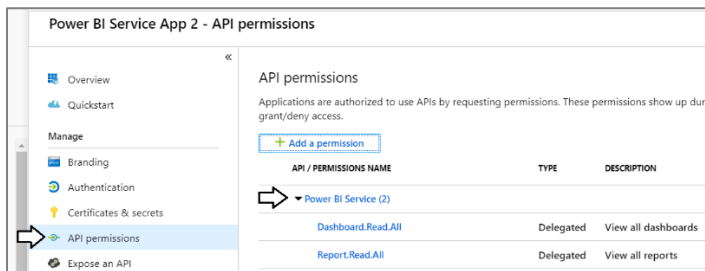 Power BI Service App 2 - API permissions
«
Overview
Quickstart
Manage
Branding
Authentication
Certificates & secrets
API permissions
Expose an API
API permissions
Applications are authorized to use APIs by requesting permissions. These permissions show up dur
grant/deny access.
+ Add a permission
API / PERMISSIONS NAME TYPE DESCRIPTION
Power BI Service (2)
Dashboard.Read.All Delegated View all dashboards
Report.Read.All Delegated View all reports